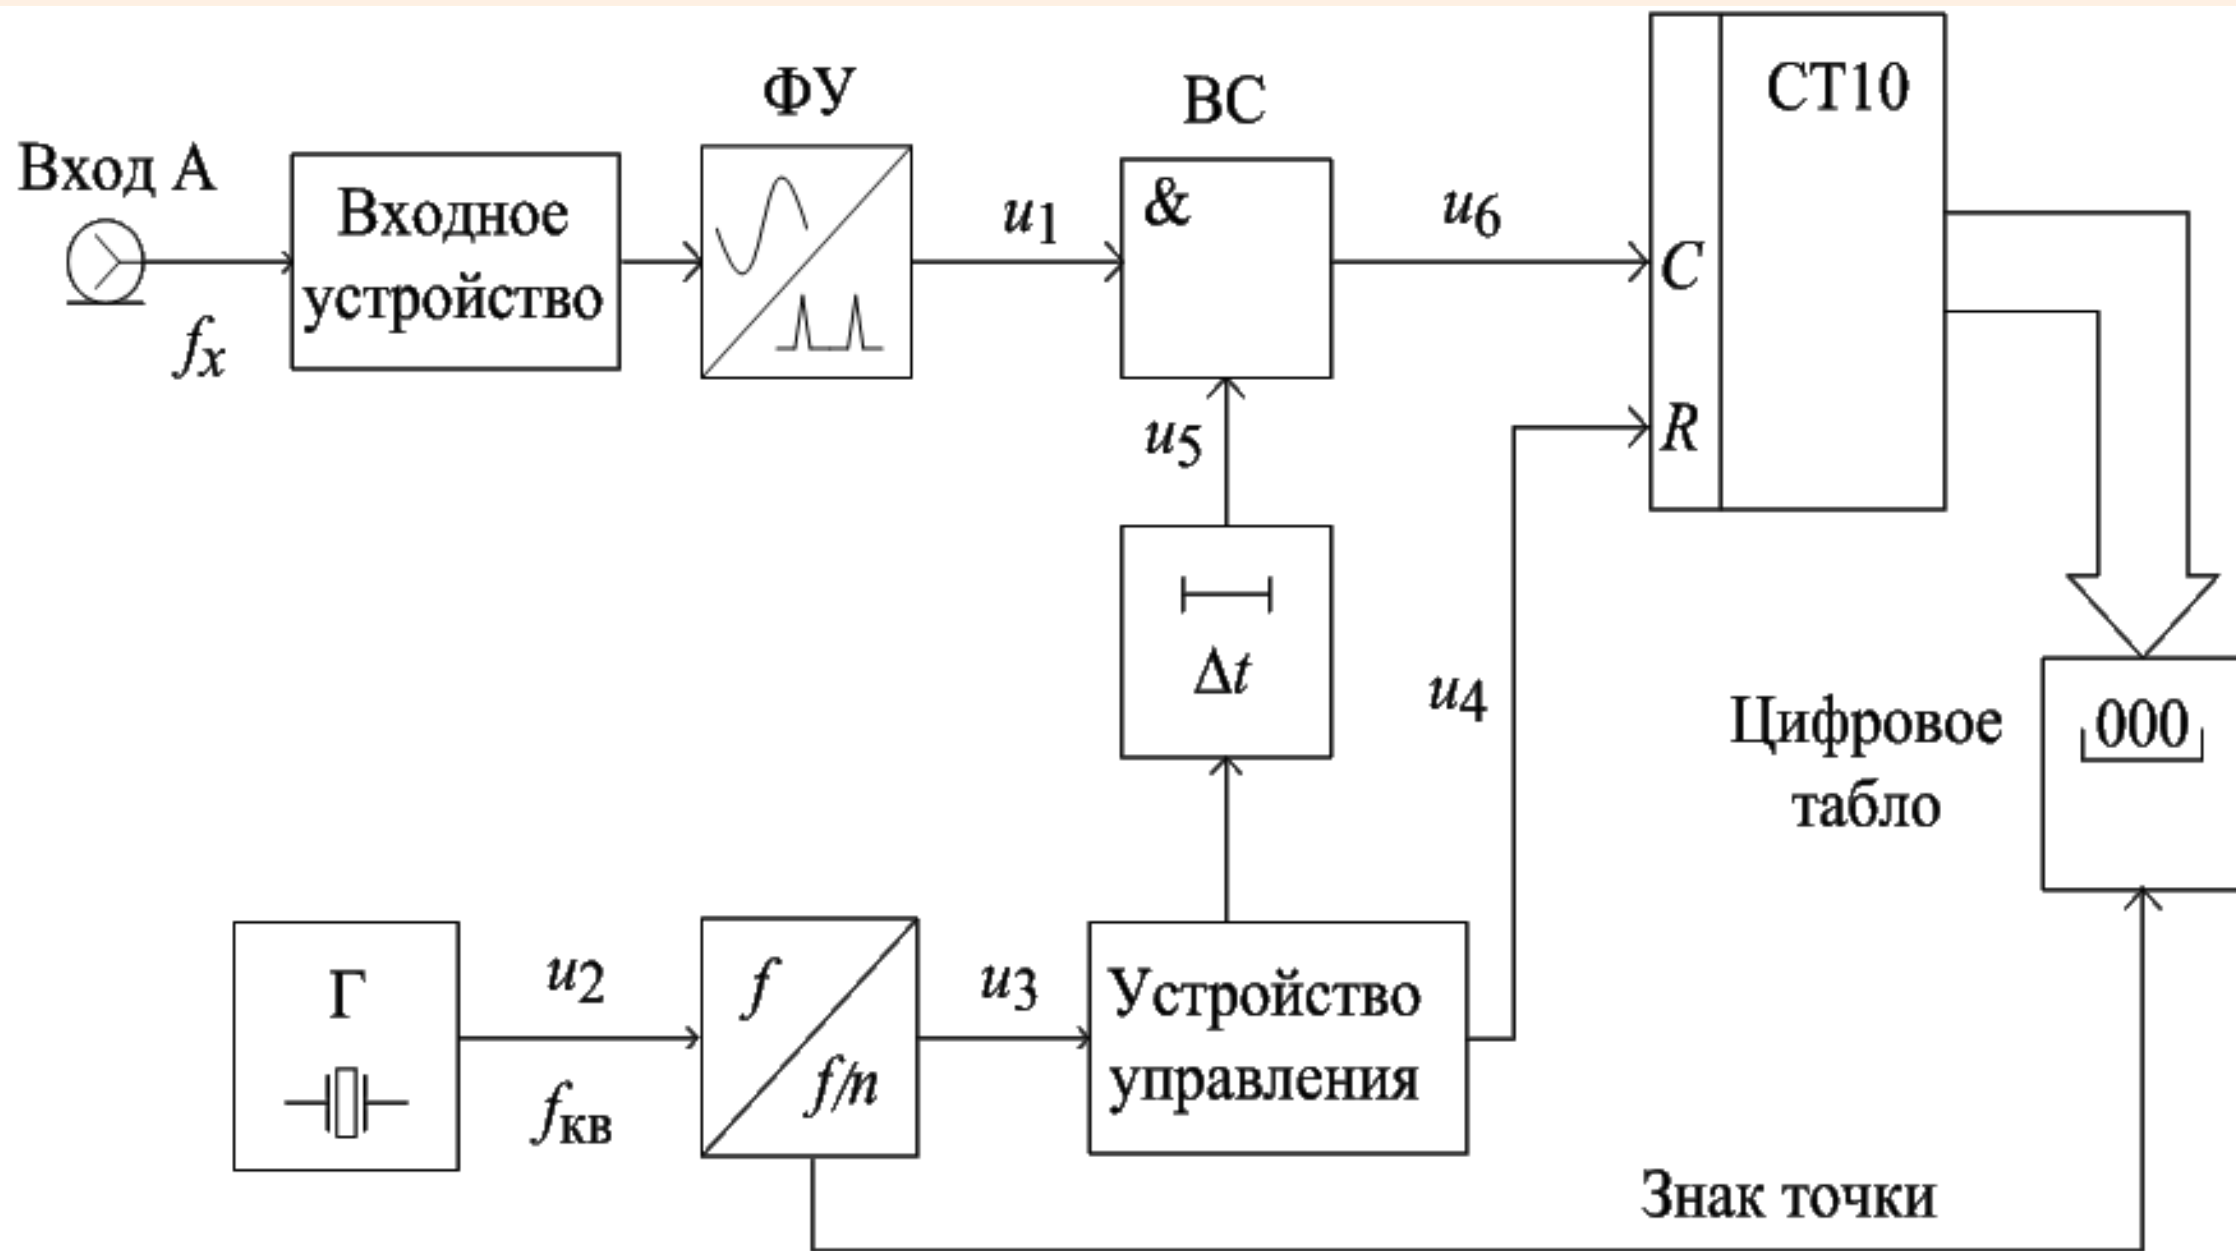 ФУ
ВС
СТ10
Вход А
Входное
устройство
fx
u1
&
u6
C
R
u5
Δt
u4
Цифровое
табло
000
Г
u2
fкв
f
f/n
u3
Устройство
управления
Знак точки